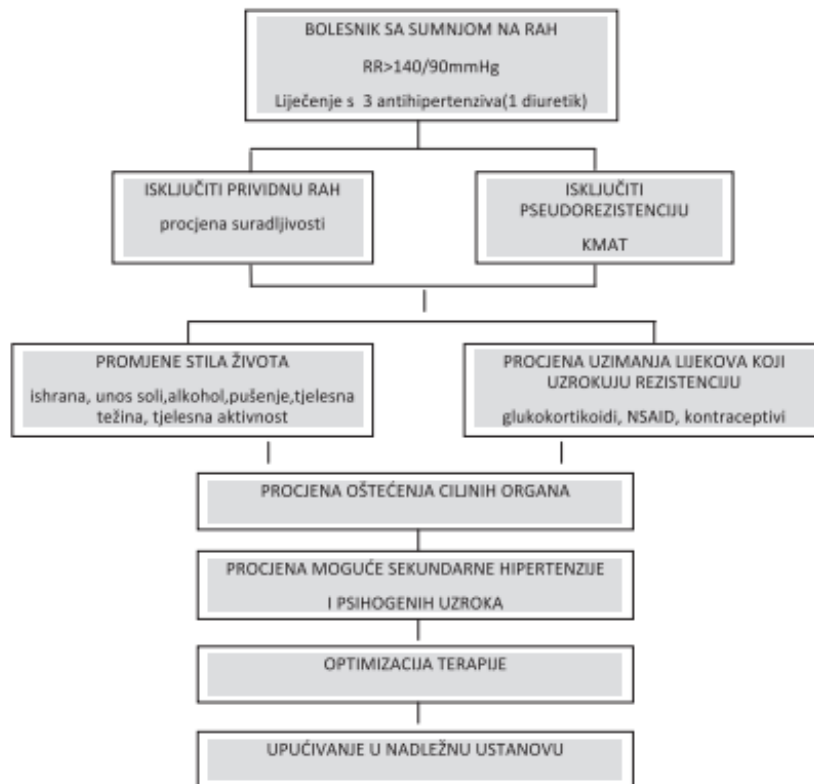 BOLESNIK SA SUMNJOM NA RAH
RR>140/90mmHg
Liječenje s 3 antihipertenziva(1 diuretik)
ISKLJUČITI PRIVIDNU RAH
procjena suradljivosti
ISKLJUČITI
PSEUDOREZISTENCIJU
KMAT
PROMJENE STILA ŽIVOTA
ishrana, unos soli,alkohol,pušenje,tjelesna
težina, tjelesna aktivnost
PROCJENA UZIMANJA LIJEKOVA KOJI
UZROKUJU REZISTENCIJU
glukokortikoidi, NSAID, kontraceptivi
PROCJENA OŠTEĆENJA CILJNIH ORGANA
PROCJENA MOGUĆE SEKUNDARNE HIPERTENZIJE
I PSIHOGENIH UZROKA
OPTIMIZACIJA TERAPIJE
UPUĆIVANJE U NADLEŽNU USTANOVU